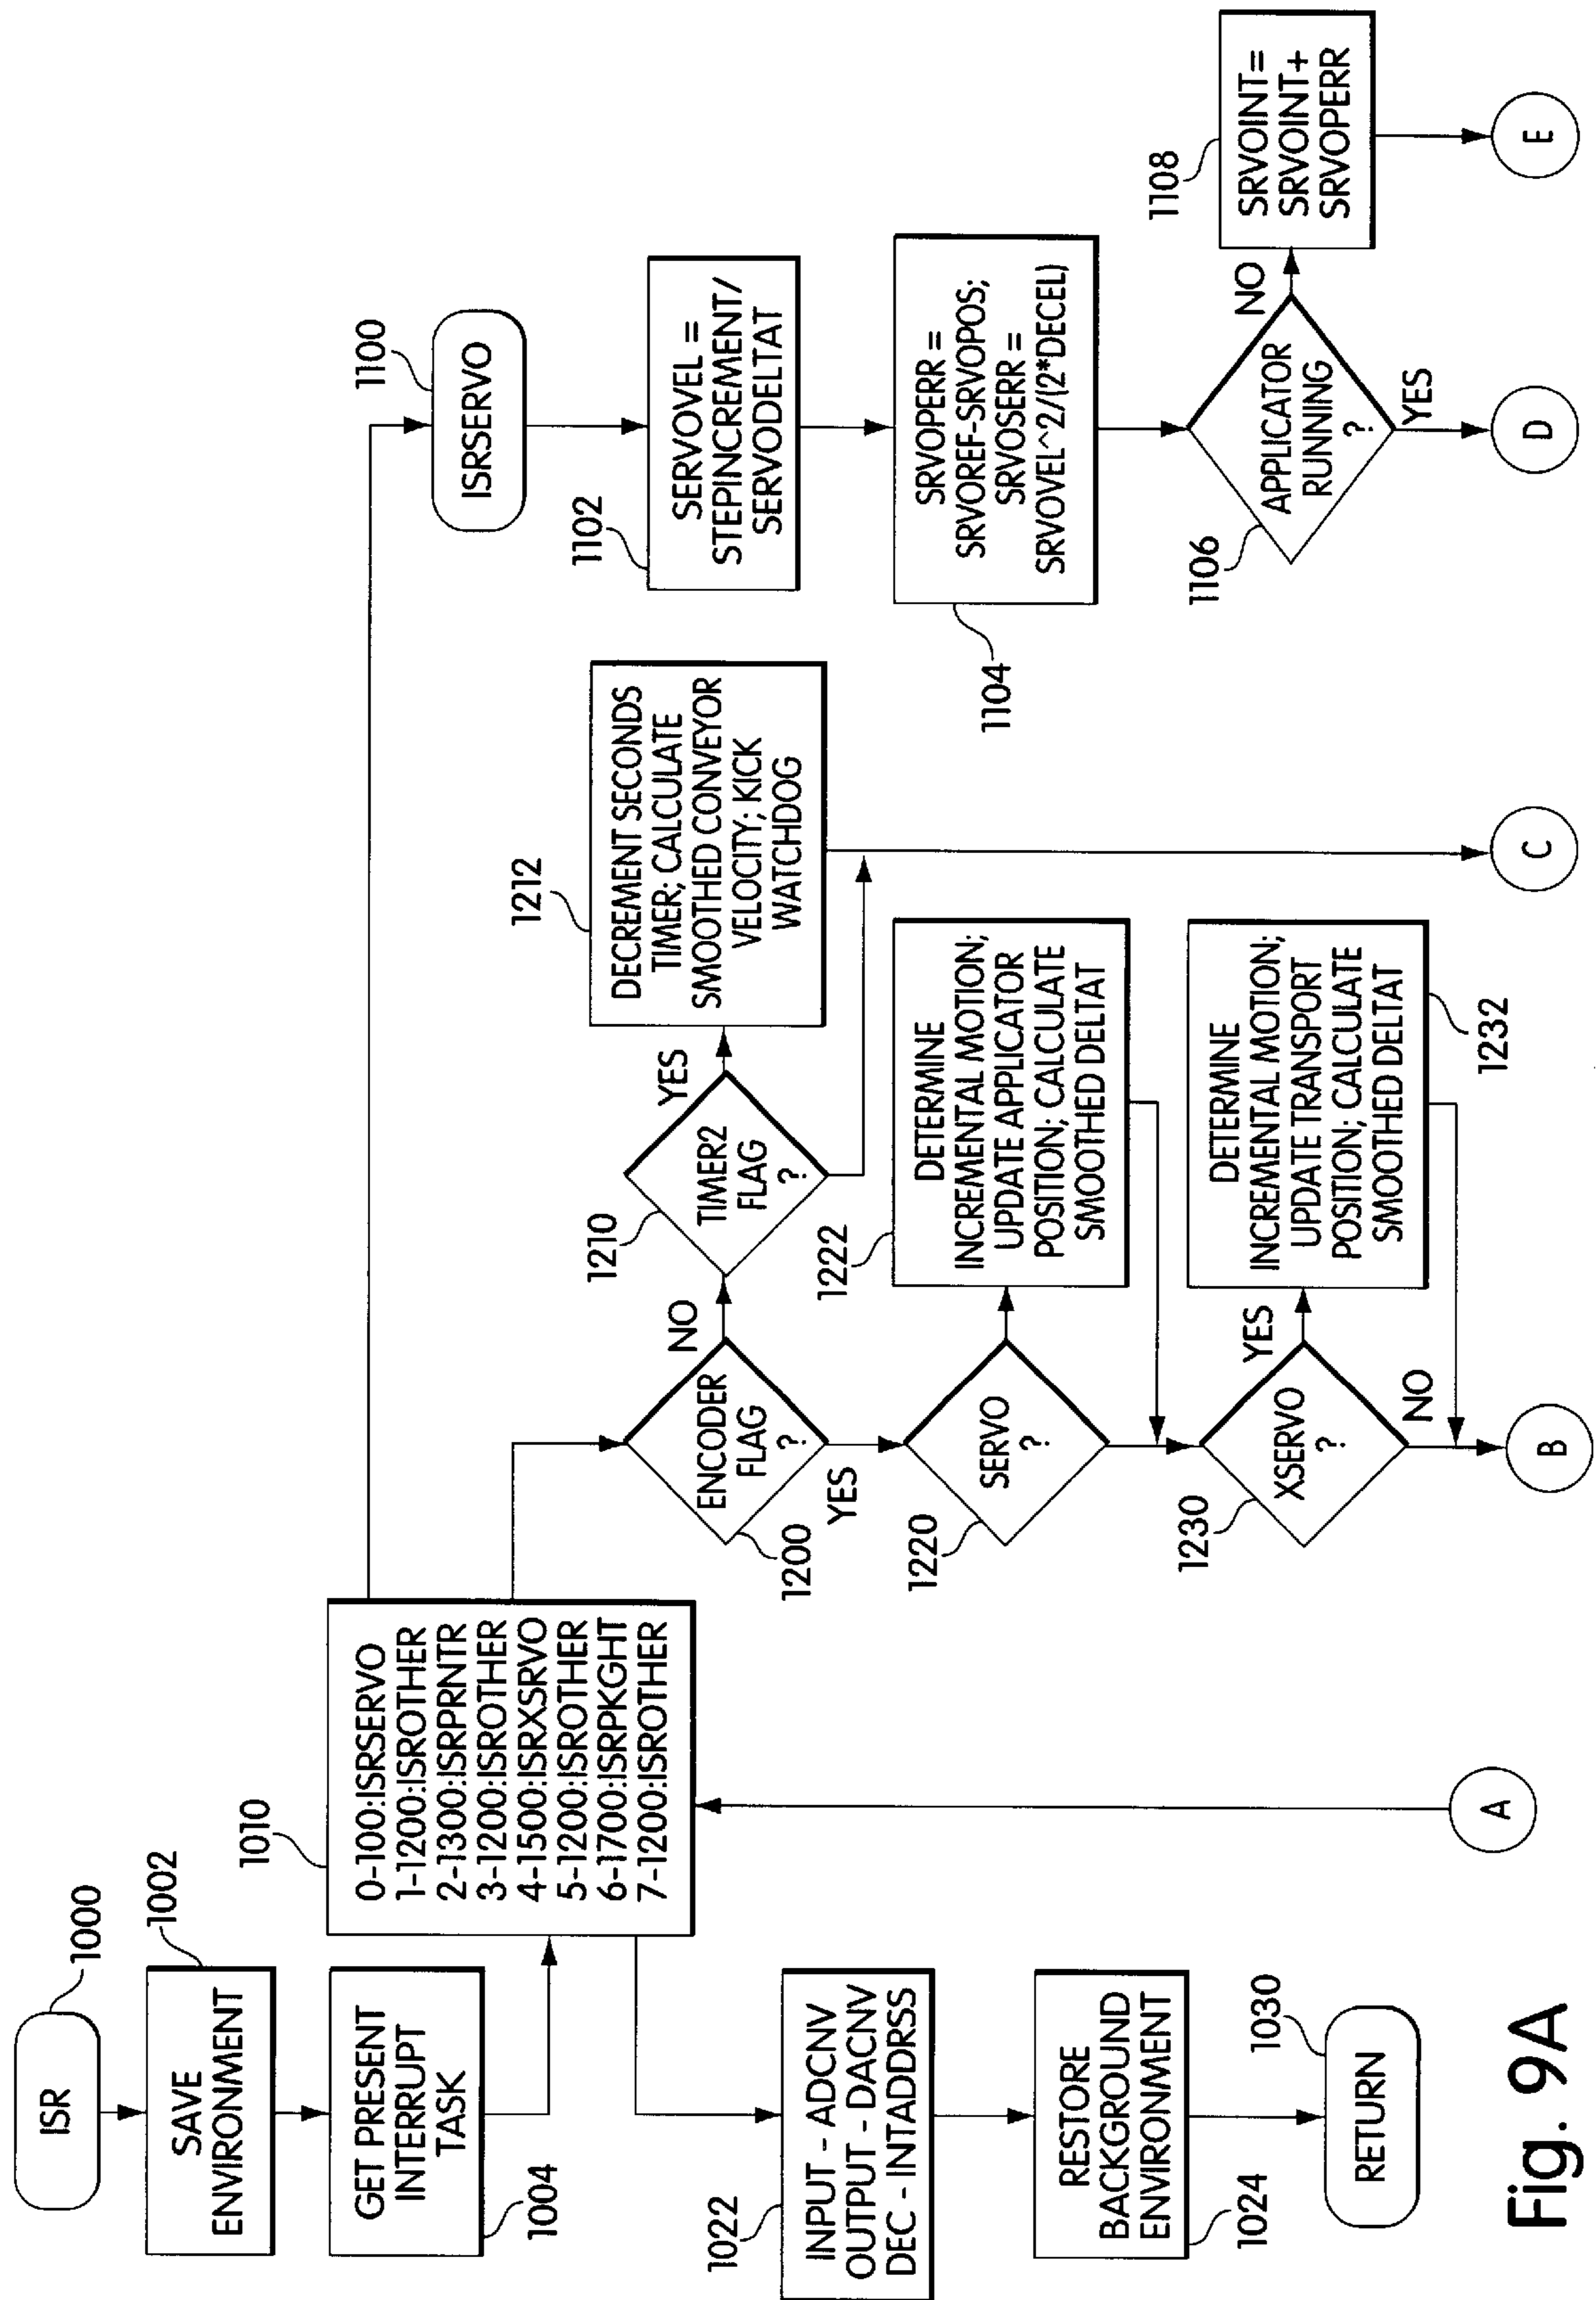 1000
ISR
1002
SAVE
ENVIRONMENT
GET PRESENT
INTERRUPT
TASK
1004
1010
0-100:ISRSERVO
1-1200:ISROTHER
2-1300:ISRPRNTR
3-1200:ISROTHER
4-1500:ISRXSRVO
5-1200:ISROTHER
6-1700:ISRPKGHT
7-1200:ISROTHER
1022
INPUT - ADCNV
OUTPUT - DACNV
DEC - INTADDRSS
RESTORE
BACKGROUND
ENVIRONMENT
1024
1030
RETURN
A
ENCODER
FLAG
?
1200
NO
YES
1210
TIMER2
FLAG
?
YES
1212
DECREMENT SECONDS
TIMER; CALCULATE
SMOOTHED CONVEYOR
VELOCITY; KICK
WATCHDOG
C
1220
SERVO
?
1222
DETERMINE
INCREMENTAL MOTION;
UPDATE APPLICATOR
POSITION; CALCULATE
SMOOTHED DELTAT
1230
XSERVO
?
YES
NO
DETERMINE
INCREMENTAL MOTION;
UPDATE TRANSPORT
POSITION; CALCULATE
SMOOTHED DELTAT
1232
B
1100
ISRSERVO
1102
SERVOVEL =
STEPINCREMENT/
SERVODELTAT
SRVOPERR =
SRVOREF-SRVOPOS;
SRVOSERR =
SRVOVEL^2/(2*DECEL)
1104
1106
APPLICATOR
RUNNING
?
NO
YES
1108
SRVOINT=
SRVOINT+
SRVOPERR
D
E
Fig. 9A